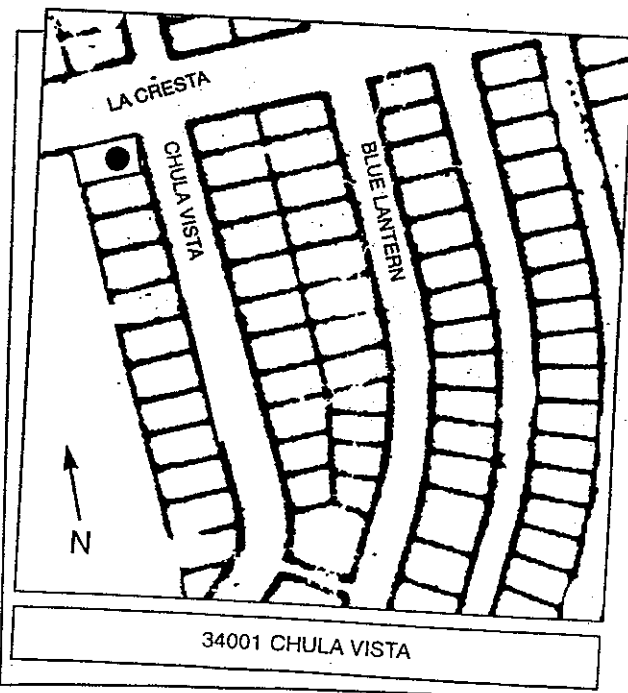 LA CRESTA
CHULA VISTA
BLUE LANTERN
N
34001 CHULA VISTA